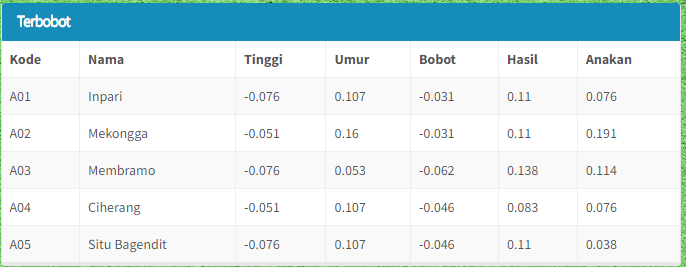 Terbobot
Kode Nama Tinggi Umur Bobot Hasil Anakan
A01 Inpari -0.076 0.107 -0.031 0.11 0.076
A02 Mekongga -0.051 0.16 -0.031 0.11 0.191
A03 Membramo -0.076 0.053 -0.062 0.138 0.114
A04 Ciherang -0.051 0.107 -0.046 0.083 0.076
A05 Situ Bagendit -0.076 0.107 -0.046 0.11 0.038